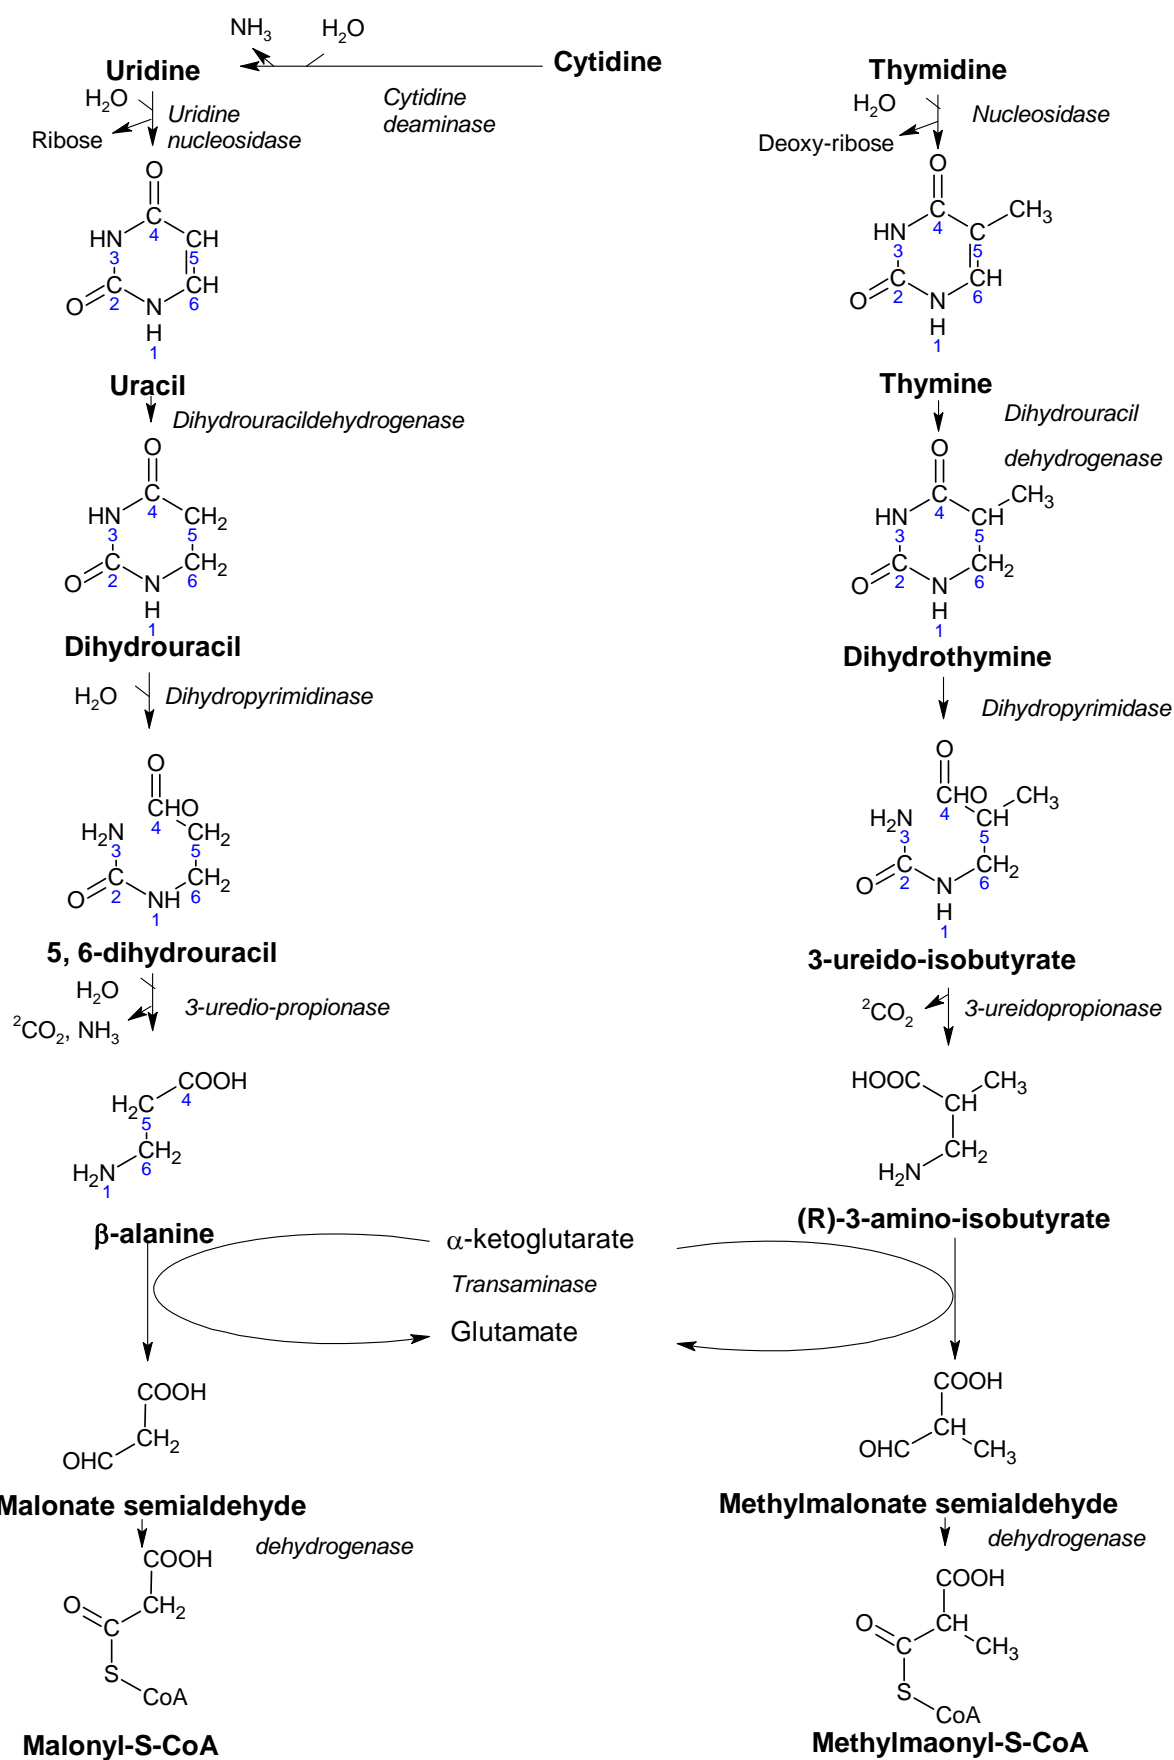 NH3 H2O
Uridine Cytidine Thymidine
H2O Uridine nucleosidase
Ribose
Cytidine deaminase
H2O Nucleosidase
Deoxy-ribose
O
C
4
HN 3 CH 5
C 2 CH 6
O N
H
1
Uracil
O
C CH3
4
HN 3 C 5
C 2 CH 6
O N
H
1
Thymine
Dihydrouracildehydrogenase
Dihydrouracil
dehydrogenase
O
C
4
HN 3 CH2 5
C 2 CH2 6
O N
H
1
Dihydrouracil
O
C CH3
4
HN 3 CH 5
C 2 CH2 6
O N
H
1
Dihydrothymine
H2O Dihydropyrimidinase
Dihydropyrimidase
O
CHO
4
H2N 3 CH2 5
C 2 CH2 6
O NH
1
5, 6-dihydrouracil
O
CHO CH3
4
H2N 3 CH 5
C 2 CH2 6
O N
H
1
3-ureido-isobutyrate
H2O 3-uredio-propionase
2CO2, NH3
2CO2 3-ureidopropionase
COOH
4
H2C
5
CH2
6
H2N
1
β-alanine
HOOC CH3
CH
CH2
H2N
(R)-3-amino-isobutyrate
α-ketoglutarate
Transaminase
Glutamate
COOH
CH2
OHC
Malonate semialdehyde
COOH
CH
OHC CH3
Methylmalonate semialdehyde
dehydrogenase
dehydrogenase
COOH
O CH2
C
S
CoA
Malonyl-S-CoA
COOH
O CH
C CH3
S
CoA
Methylmaonyl-S-CoA